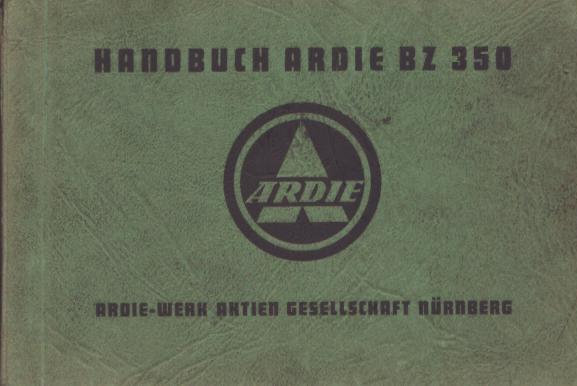 HANDBUCH ARDIE BZ 350
ARDIE
ARDIE-WERK AKTIEN GESELLSCHAFT NÜRNBERG